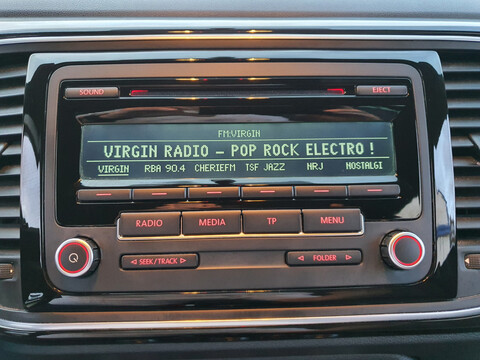 SOUND EJECT
FM:VIRGIN
VIRGIN RADIO - POP ROCK ELECTRO !
VIRGIN RBA 90.4 CHERIEFM TSF JAZZ NRJ NOSTALGI
RADIO MEDIA TP MENU
◁ SEEK / TRACK ▷ ◁ FOLDER ▷